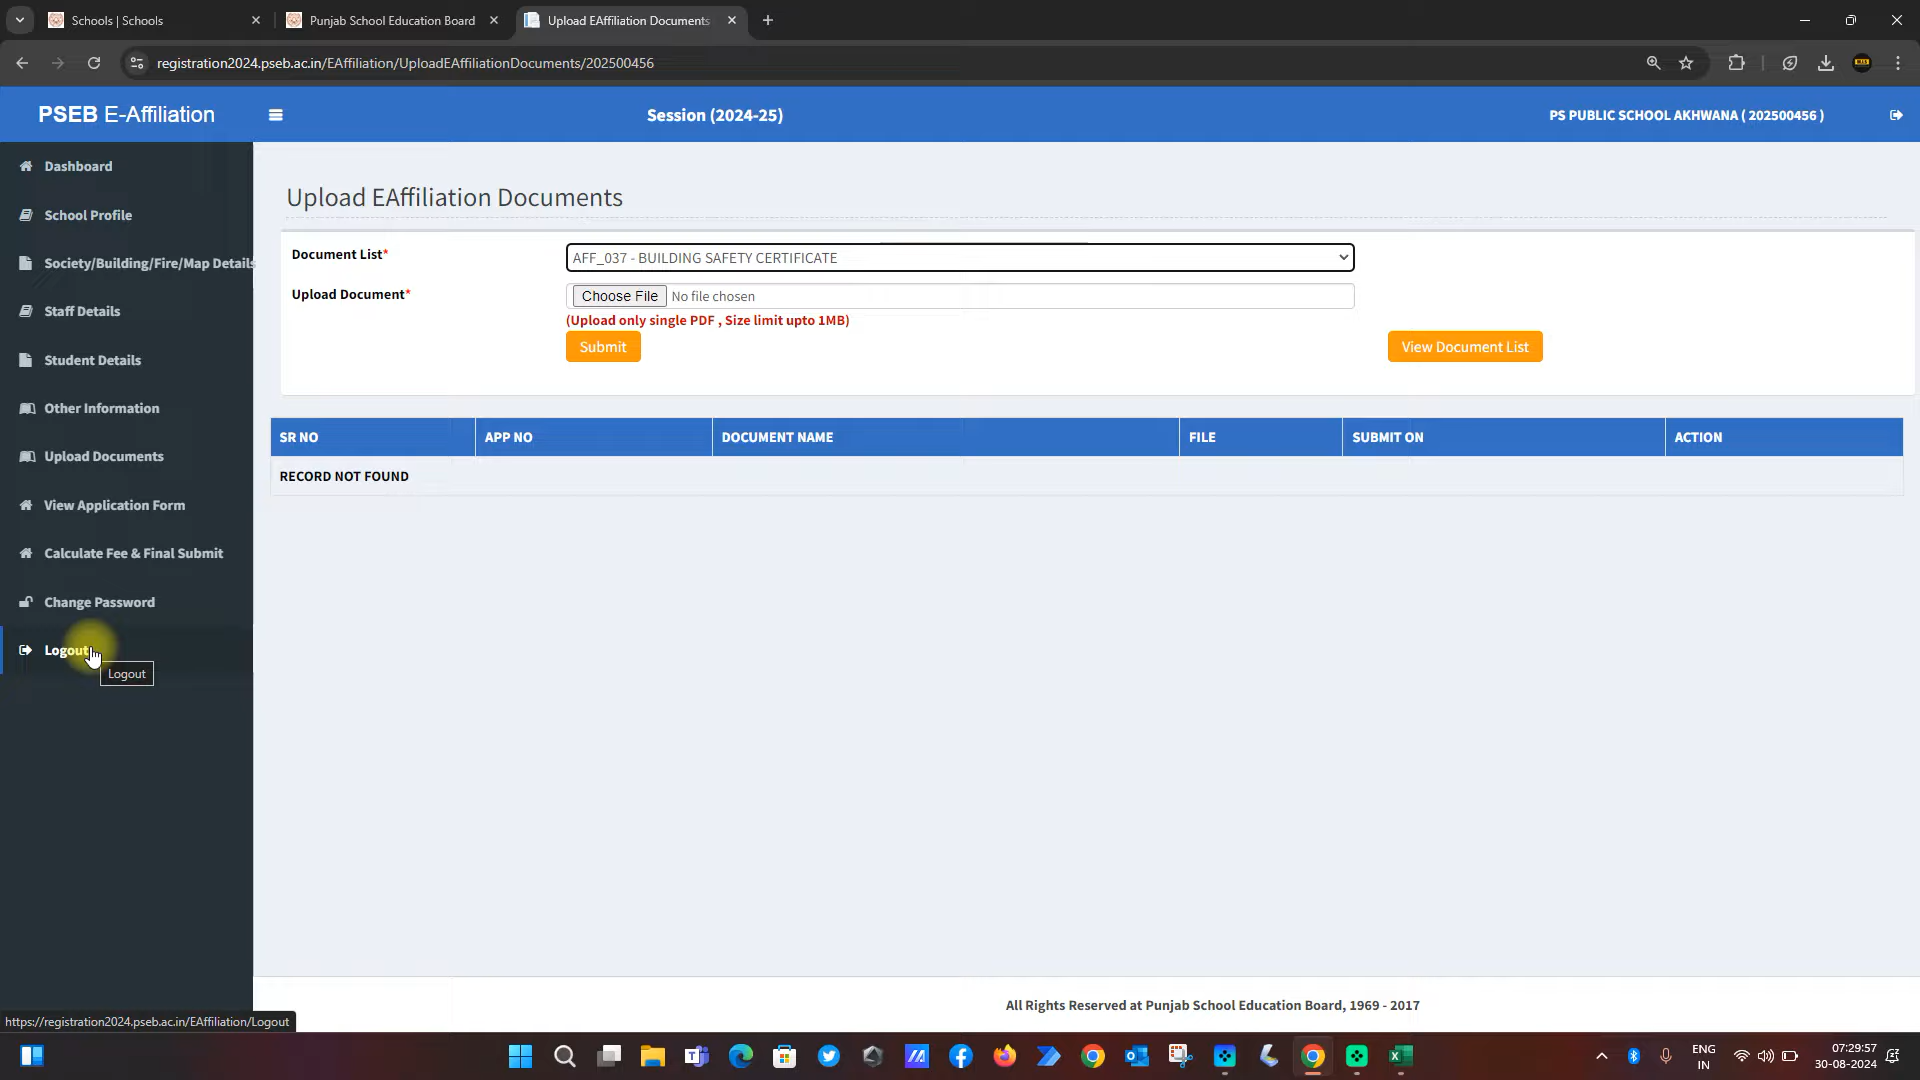 Schools | Schools
Punjab School Education Board
Upload EAffiliation Documents
registration2024.pseb.ac.in/EAffiliation/UploadEAffiliationDocuments/202500456
PSEB E-Affiliation
Session (2024-25)
PS PUBLIC SCHOOL AKHWANA ( 202500456 )
Dashboard
School Profile
Society/Building/Fire/Map Details
Staff Details
Student Details
Other Information
Upload Documents
View Application Form
Calculate Fee & Final Submit
Change Password
Logout
Logout
Upload EAffiliation Documents
Document List*
AFF_037 - BUILDING SAFETY CERTIFICATE
Upload Document*
Choose File No file chosen
(Upload only single PDF , Size limit upto 1MB)
Submit
View Document List
SR NO APP NO DOCUMENT NAME FILE SUBMIT ON ACTION
RECORD NOT FOUND
All Rights Reserved at Punjab School Education Board, 1969 - 2017
https://registration2024.pseb.ac.in/EAffiliation/Logout
ENG
IN
07:29:57
30-08-2024